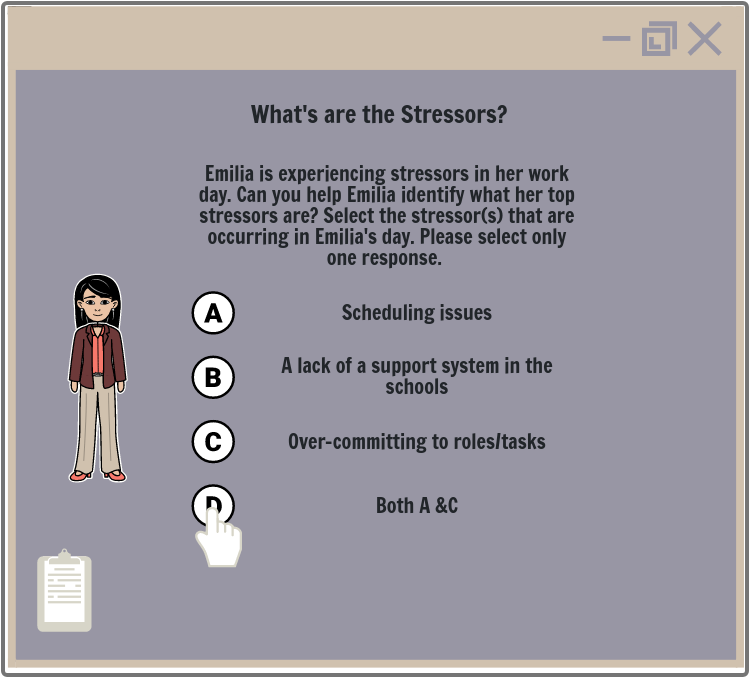 What's are the Stressors?
Emilia is experiencing stressors in her work
day. Can you help Emilia identify what her top
stressors are? Select the stressor(s) that are
occurring in Emilia's day. Please select only
one response.
A Scheduling issues
B A lack of a support system in the
schools
C Over-committing to roles/tasks
D Both A &C